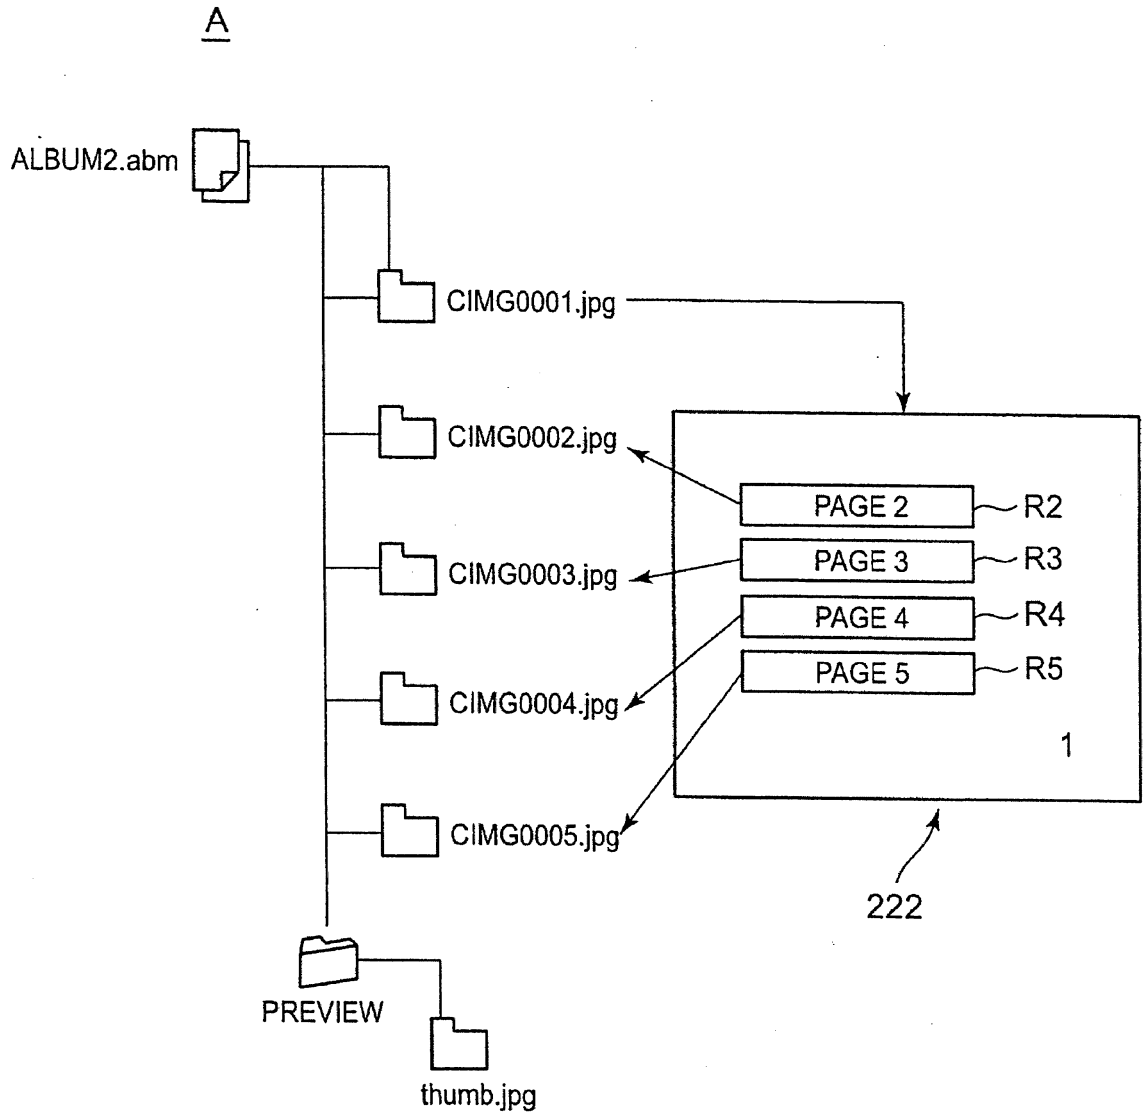 A
ALBUM2.abm
CIMG0001.jpg
CIMG0002.jpg
PAGE 2 R2
PAGE 3 R3
CIMG0003.jpg
PAGE 4 R4
PAGE 5 R5
CIMG0004.jpg
1
CIMG0005.jpg
222
PREVIEW
thumb.jpg